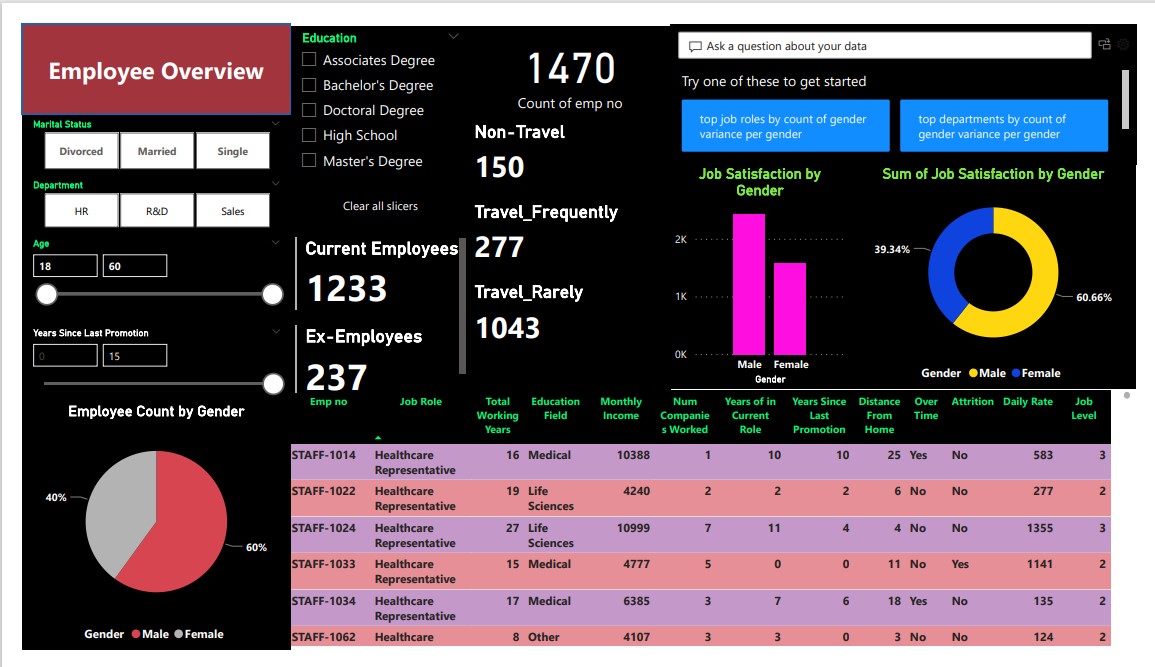 Employee Overview
Marital Status
Divorced Married Single
Department
HR R&D Sales
Age
18 60
Years Since Last Promotion
0 15
Education
Associates Degree
Bachelor's Degree
Doctoral Degree
High School
Master's Degree
Clear all slicers
Current Employees
1233
Ex-Employees
237
1470
Count of emp no
Non-Travel
150
Travel_Frequently
277
Travel_Rarely
1043
Ask a question about your data
Try one of these to get started
top job roles by count of gender
variance per gender
top departments by count of
gender variance per gender
Job Satisfaction by
Gender
2K
1K
0K
Male Female
Gender
Sum of Job Satisfaction by Gender
39.34%
60.66%
Gender Male Female
Employee Count by Gender
40%
60%
Gender Male Female
Emp no Job Role Total Education Monthly Num Years of in Years Since Distance Over Attrition Daily Rate Job
Working Field Income Companie Current Last From Time Level
Years s Worked Role Promotion Home
STAFF-1014 Healthcare 16 Medical 10388 1 10 10 25 Yes No 583 3
Representative
STAFF-1022 Healthcare 19 Life 4240 2 2 2 6 No No 277 2
Representative Sciences
STAFF-1024 Healthcare 27 Life 10999 7 11 4 4 No No 1355 3
Representative Sciences
STAFF-1033 Healthcare 15 Medical 4777 5 0 0 11 No Yes 1141 2
Representative
STAFF-1034 Healthcare 17 Medical 6385 3 7 6 18 Yes No 135 2
Representative
STAFF-1062 Healthcare 8 Other 4107 3 3 0 3 No No 124 2